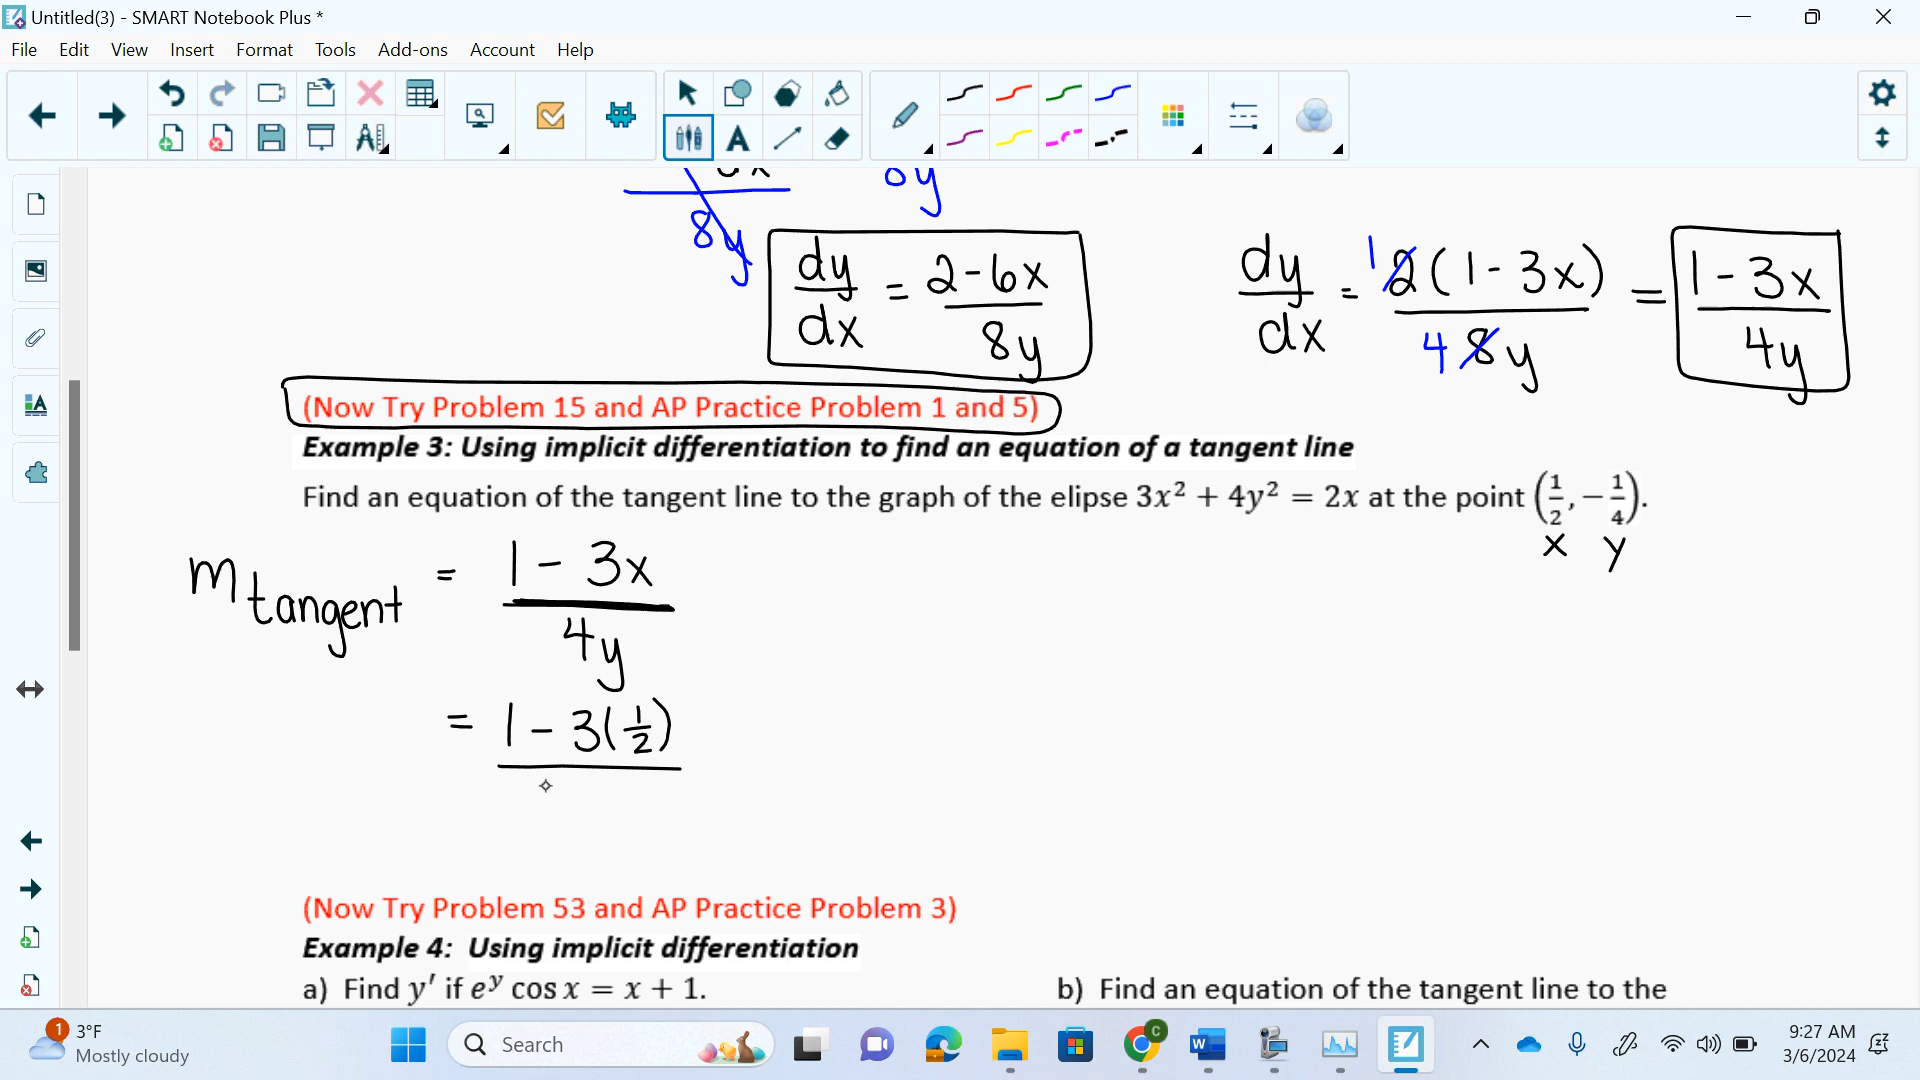 Untitled(3) - SMART Notebook Plus *
File Edit View Insert Format Tools Add-ons Account Help
8y
8y
dy/dx = (2-6x)/(8y)
dy/dx = 1 2(1-3x)/(4 8y) = (1-3x)/(4y)
(Now Try Problem 15 and AP Practice Problem 1 and 5)
Example 3: Using implicit differentiation to find an equation of a tangent line
Find an equation of the tangent line to the graph of the elipse 3x² + 4y² = 2x at the point (1/2, −1/4).
x y
m tangent = (1-3x)/(4y)
= 1-3(1/2)
(Now Try Problem 53 and AP Practice Problem 3)
Example 4: Using implicit differentiation
a) Find y′ if e^y cos x = x + 1.
b) Find an equation of the tangent line to the
1
3°F
Mostly cloudy
Search
C
W
9:27 AM
3/6/2024